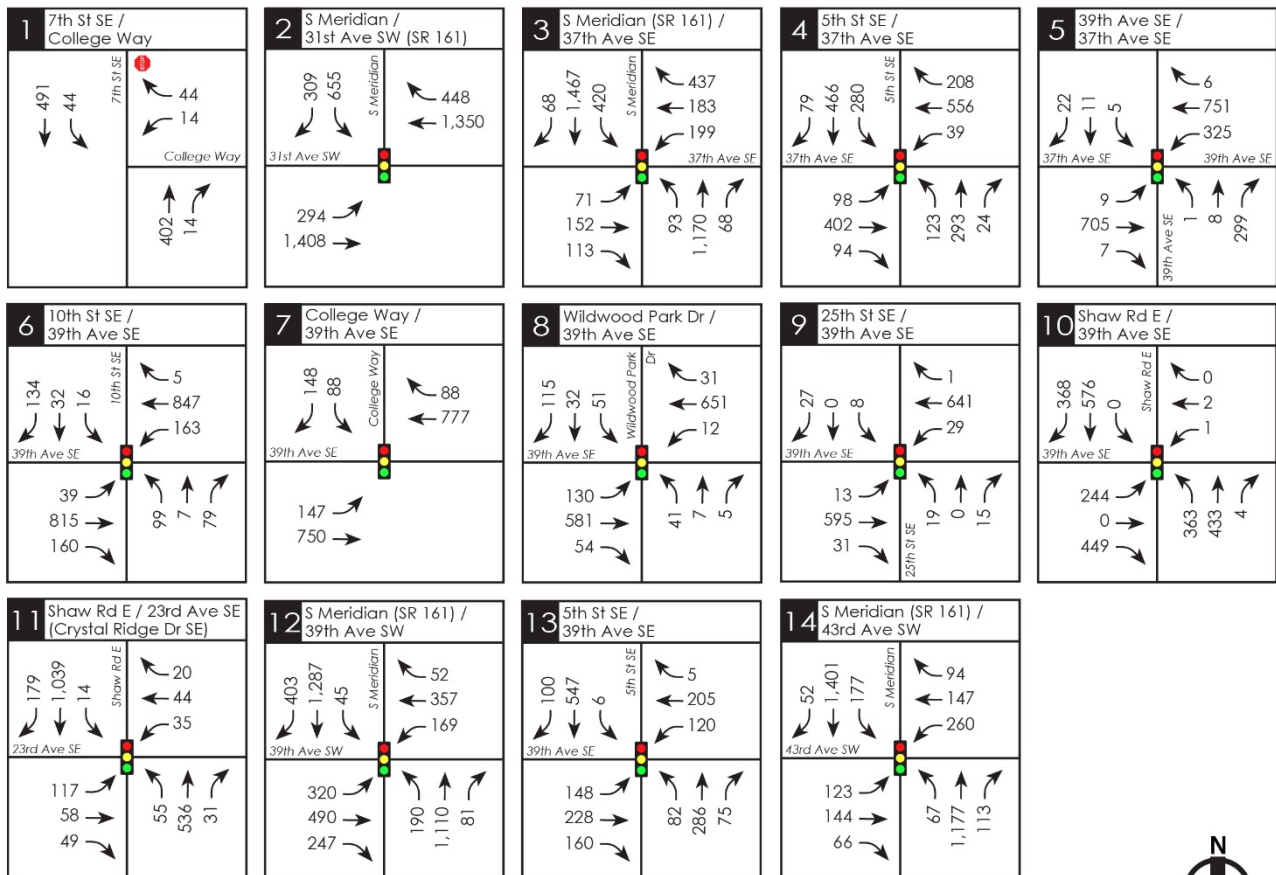 1
7th St SE /
College Way
7th St SE
STOP
491
44
44
14
College Way
402
14
2
S Meridian /
31st Ave SW (SR 161)
S Meridian
309
655
448
1,350
31st Ave SW
294
1,408
3
S Meridian (SR 161) /
37th Ave SE
S Meridian
68
1,467
420
437
183
199
37th Ave SE
71
152
113
93
1,170
68
4
5th St SE /
37th Ave SE
5th St SE
79
466
280
208
556
39
37th Ave SE
98
402
94
123
293
24
5
39th Ave SE /
37th Ave SE
22
11
5
6
751
325
37th Ave SE
39th Ave SE
9
705
7
39th Ave SE
1
8
299
6
10th St SE /
39th Ave SE
10th St SE
134
32
16
5
847
163
39th Ave SE
39
815
160
99
7
79
7
College Way /
39th Ave SE
College Way
148
88
88
777
39th Ave SE
147
750
8
Wildwood Park Dr /
39th Ave SE
Wildwood Park
Dr
115
32
51
31
651
12
39th Ave SE
130
581
54
41
7
5
9
25th St SE /
39th Ave SE
27
0
8
1
641
29
39th Ave SE
13
595
31
25th St SE
19
0
15
10
Shaw Rd E /
39th Ave SE
Shaw Rd E
368
576
0
0
2
1
39th Ave SE
244
0
449
363
433
4
11
Shaw Rd E / 23rd Ave SE
(Crystal Ridge Dr SE)
Shaw Rd E
179
1,039
14
20
44
35
23rd Ave SE
117
58
49
55
536
31
12
S Meridian (SR 161) /
39th Ave SW
S Meridian
403
1,287
45
52
357
169
39th Ave SW
320
490
247
190
1,110
81
13
5th St SE /
39th Ave SE
5th St SE
100
547
6
5
205
120
39th Ave SE
148
228
160
82
286
75
14
S Meridian (SR 161) /
43rd Ave SW
S Meridian
52
1,401
177
94
147
260
43rd Ave SW
123
144
66
67
1,177
113
N